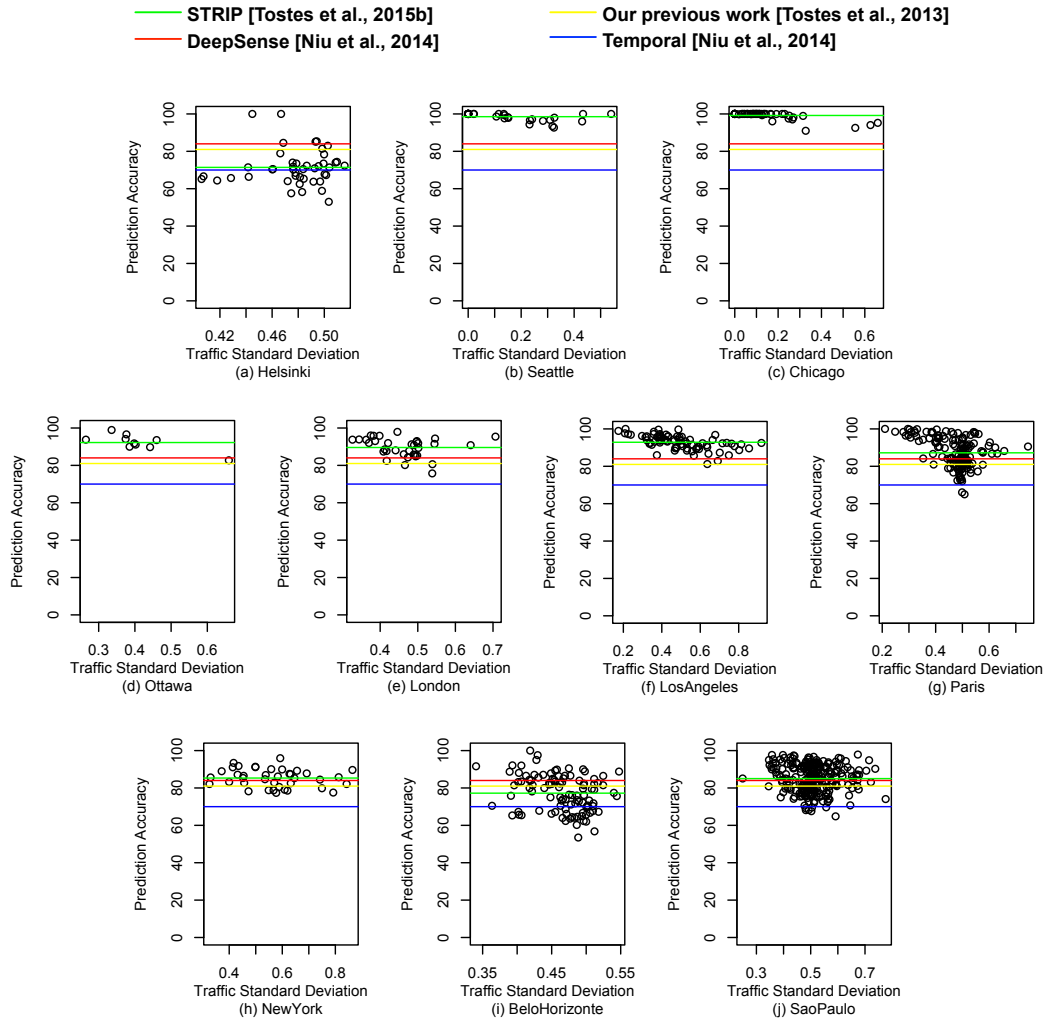 STRIP [Tostes et al., 2015b]
DeepSense [Niu et al., 2014]
Our previous work [Tostes et al., 2013]
Temporal [Niu et al., 2014]
Prediction Accuracy
0 20 40 60 80 100
0.42 0.46 0.50
Traffic Standard Deviation
(a) Helsinki
Prediction Accuracy
0 20 40 60 80 100
0.0 0.2 0.4
Traffic Standard Deviation
(b) Seattle
Prediction Accuracy
0 20 40 60 80 100
0.0 0.2 0.4 0.6
Traffic Standard Deviation
(c) Chicago
Prediction Accuracy
0 20 40 60 80 100
0.3 0.4 0.5 0.6
Traffic Standard Deviation
(d) Ottawa
Prediction Accuracy
0 20 40 60 80 100
0.4 0.5 0.6 0.7
Traffic Standard Deviation
(e) London
Prediction Accuracy
0 20 40 60 80 100
0.2 0.4 0.6 0.8
Traffic Standard Deviation
(f) LosAngeles
Prediction Accuracy
0 20 40 60 80 100
0.2 0.4 0.6
Traffic Standard Deviation
(g) Paris
Prediction Accuracy
0 20 40 60 80 100
0.4 0.6 0.8
Traffic Standard Deviation
(h) NewYork
Prediction Accuracy
0 20 40 60 80 100
0.35 0.45 0.55
Traffic Standard Deviation
(i) BeloHorizonte
Prediction Accuracy
0 20 40 60 80 100
0.3 0.5 0.7
Traffic Standard Deviation
(j) SaoPaulo